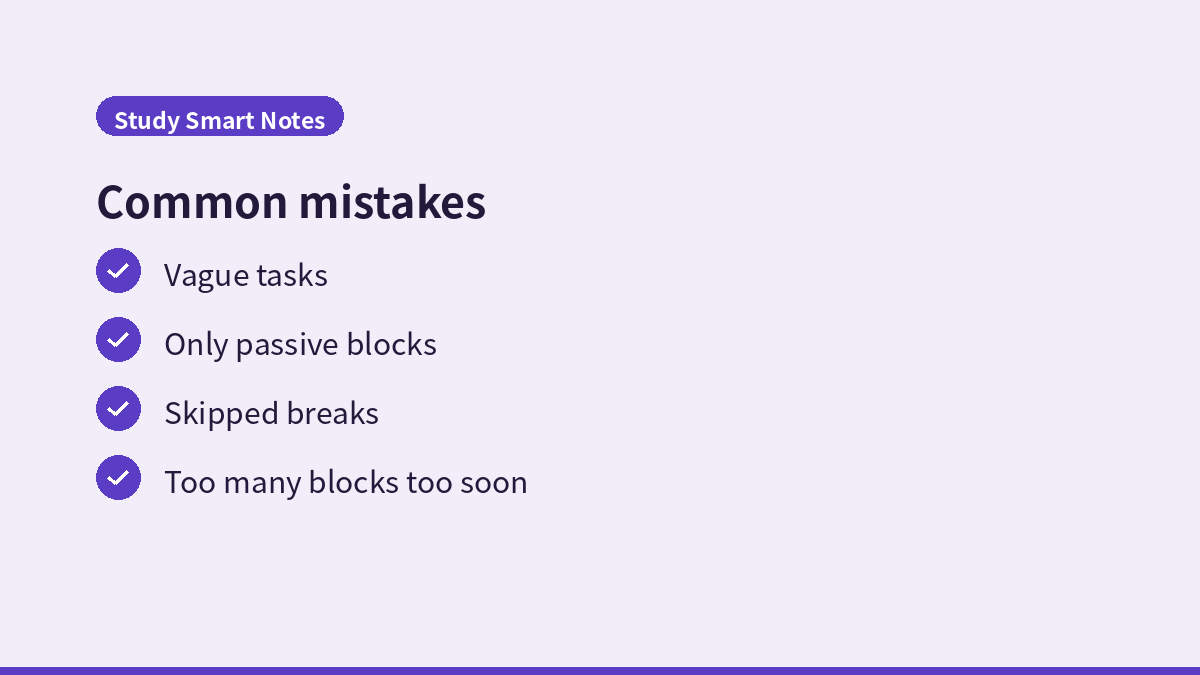 Study Smart Notes
Common mistakes
Vague tasks
Only passive blocks
Skipped breaks
Too many blocks too soon